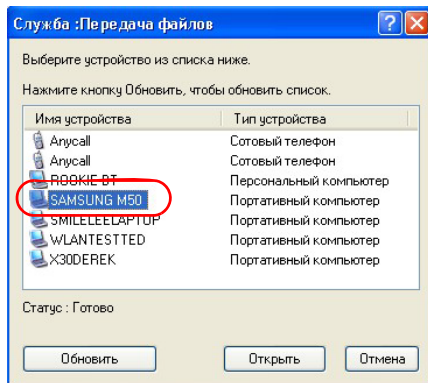 Служба :Передача файлов
Выберите устройство из списка ниже.
Нажмите кнопку Обновить, чтобы обновить список.
Имя устройства Тип устройства
Anycall Сотовый телефон
Anycall Сотовый телефон
ROOKIE-BT Персональный компьютер
SAMSUNG M50 Портативный компьютер
SMILELEELAPTOP Портативный компьютер
WLANTESTTED Портативный компьютер
X30DEREK Портативный компьютер
Статус : Готово
Обновить Открыть Отмена